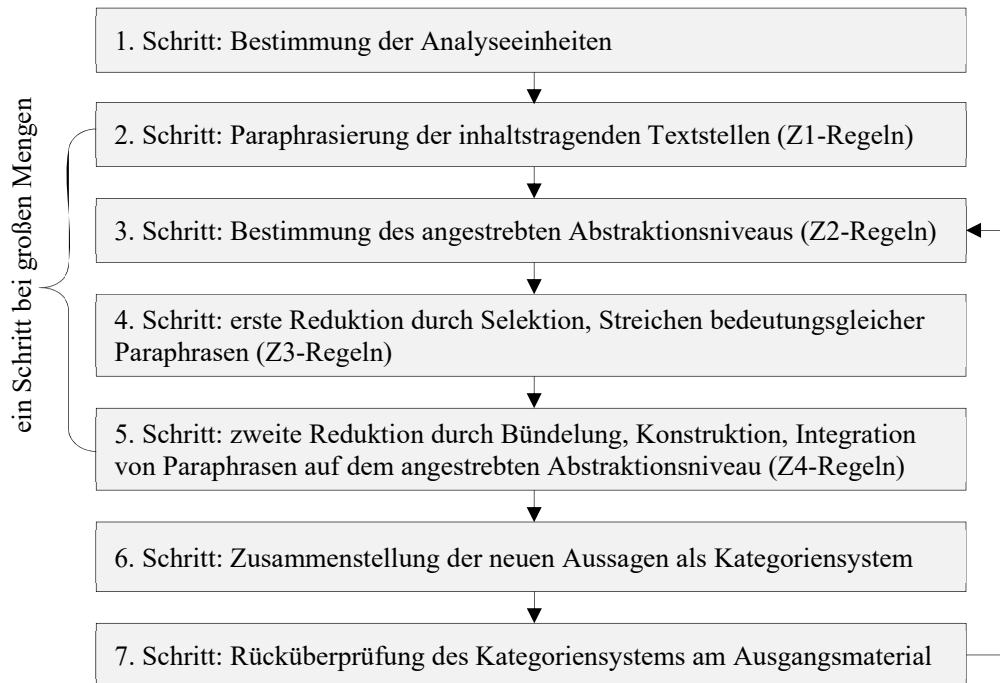 1. Schritt: Bestimmung der Analyseeinheiten
ein Schritt bei großen Mengen
2. Schritt: Paraphrasierung der inhaltstragenden Textstellen (Z1-Regeln)
3. Schritt: Bestimmung des angestrebten Abstraktionsniveaus (Z2-Regeln)
4. Schritt: erste Reduktion durch Selektion, Streichen bedeutungsgleicher
Paraphrasen (Z3-Regeln)
5. Schritt: zweite Reduktion durch Bündelung, Konstruktion, Integration
von Paraphrasen auf dem angestrebten Abstraktionsniveau (Z4-Regeln)
6. Schritt: Zusammenstellung der neuen Aussagen als Kategoriensystem
7. Schritt: Rücküberprüfung des Kategoriensystems am Ausgangsmaterial